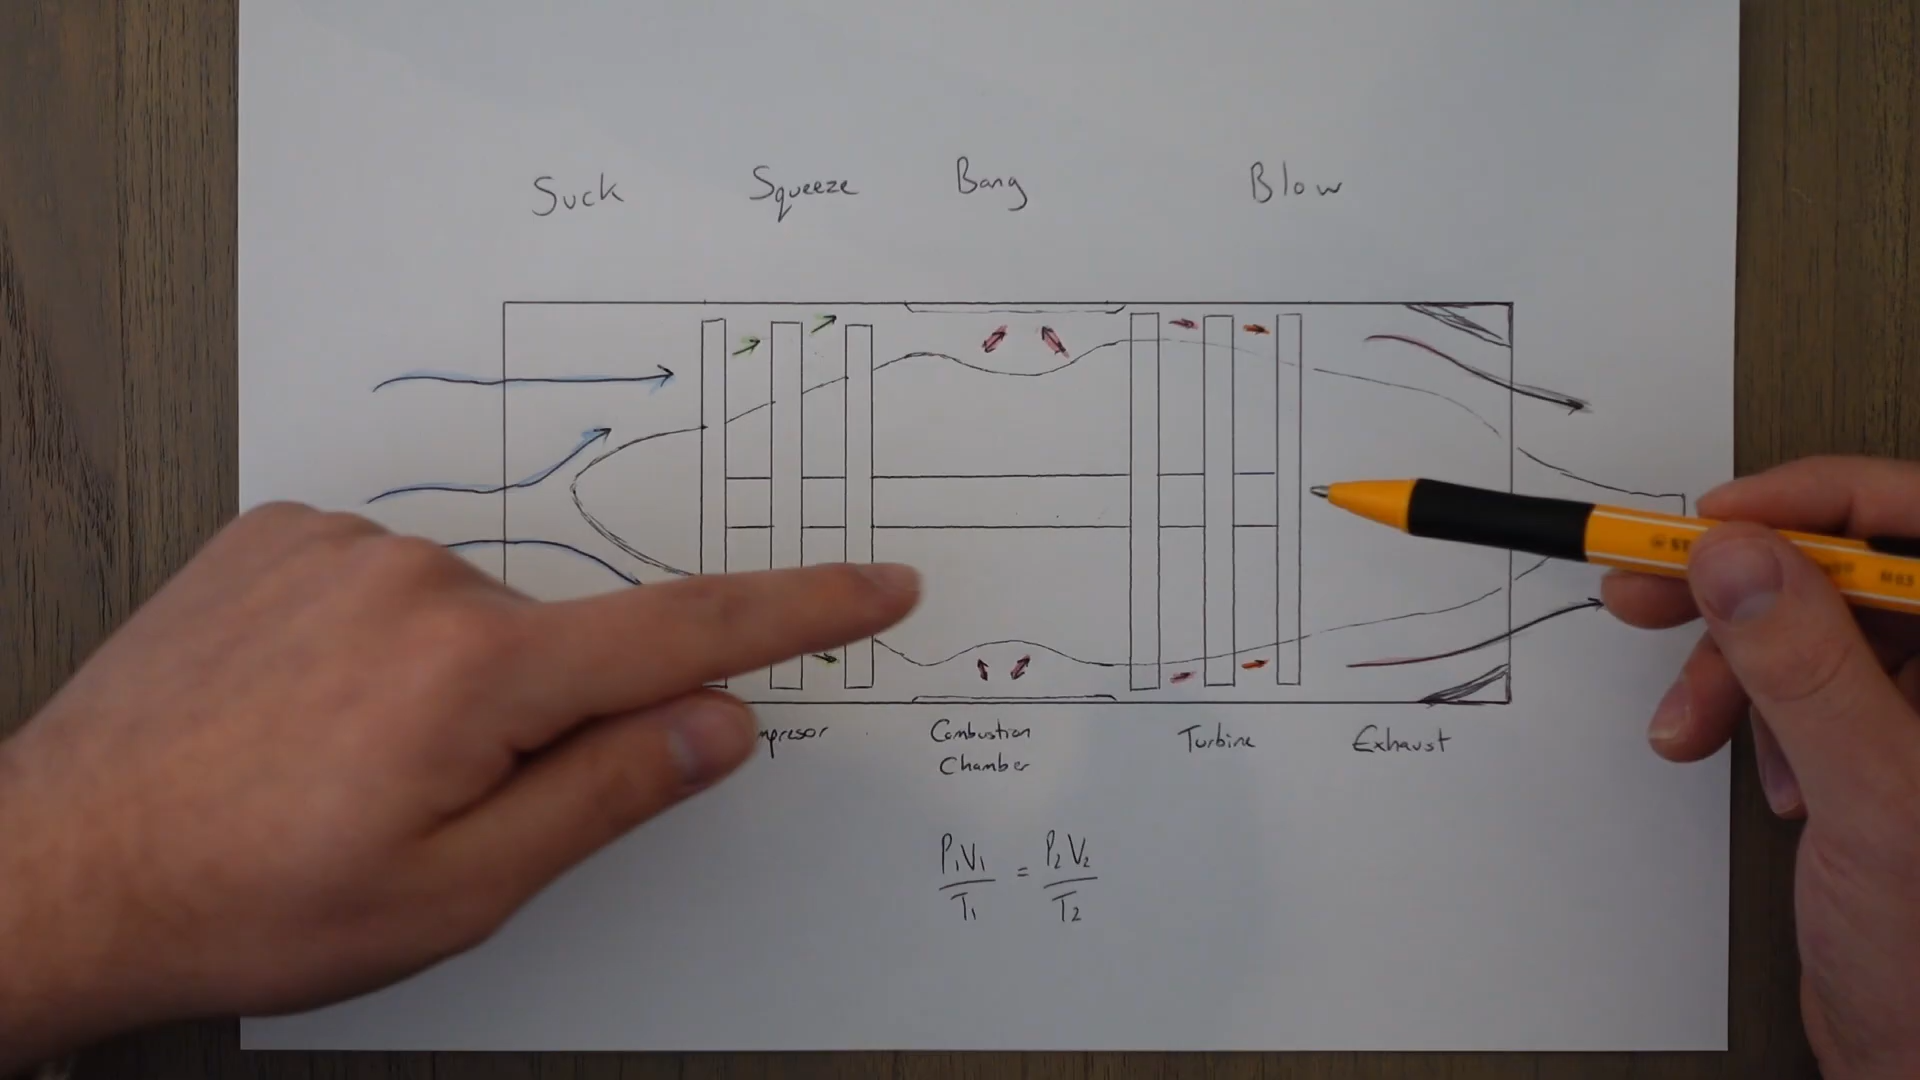 Suck Squeeze Bang Blow
mpresor Combustion Turbine Exhaust
Chamber
P₁V₁ = P₂V₂
T₁ T₂